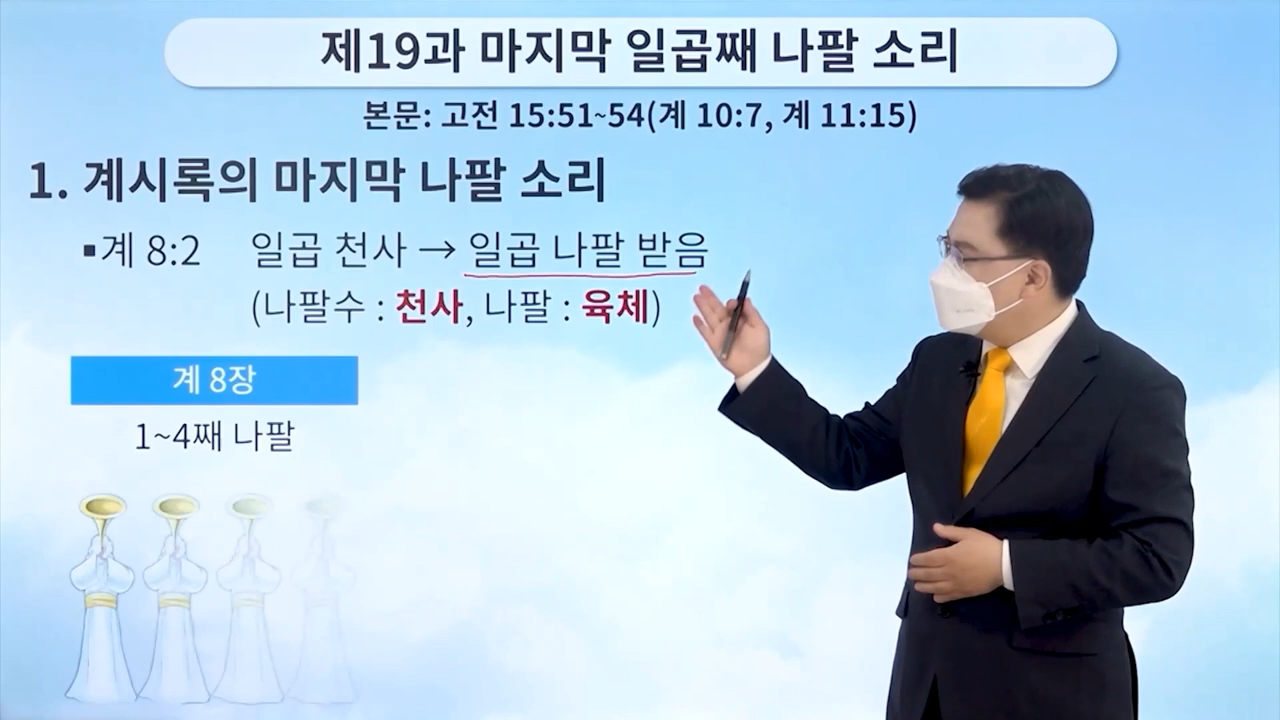 제19과 마지막 일곱째 나팔 소리
본문: 고전 15:51~54(계 10:7, 계 11:15)
1. 계시록의 마지막 나팔 소리
▪계 8:2 일곱 천사 → 일곱 나팔 받음
(나팔수 : 천사, 나팔 : 육체)
계 8장
1~4째 나팔